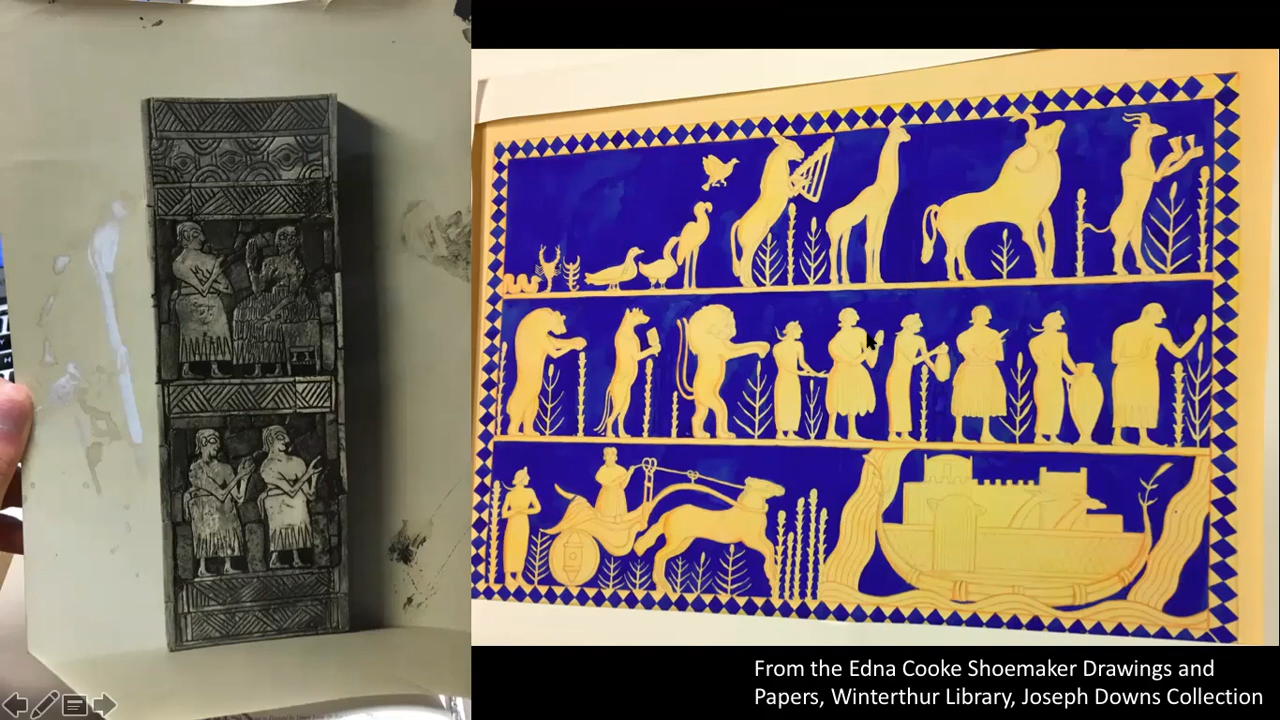 From the Edna Cooke Shoemaker Drawings and
Papers, Winterthur Library, Joseph Downs Collection